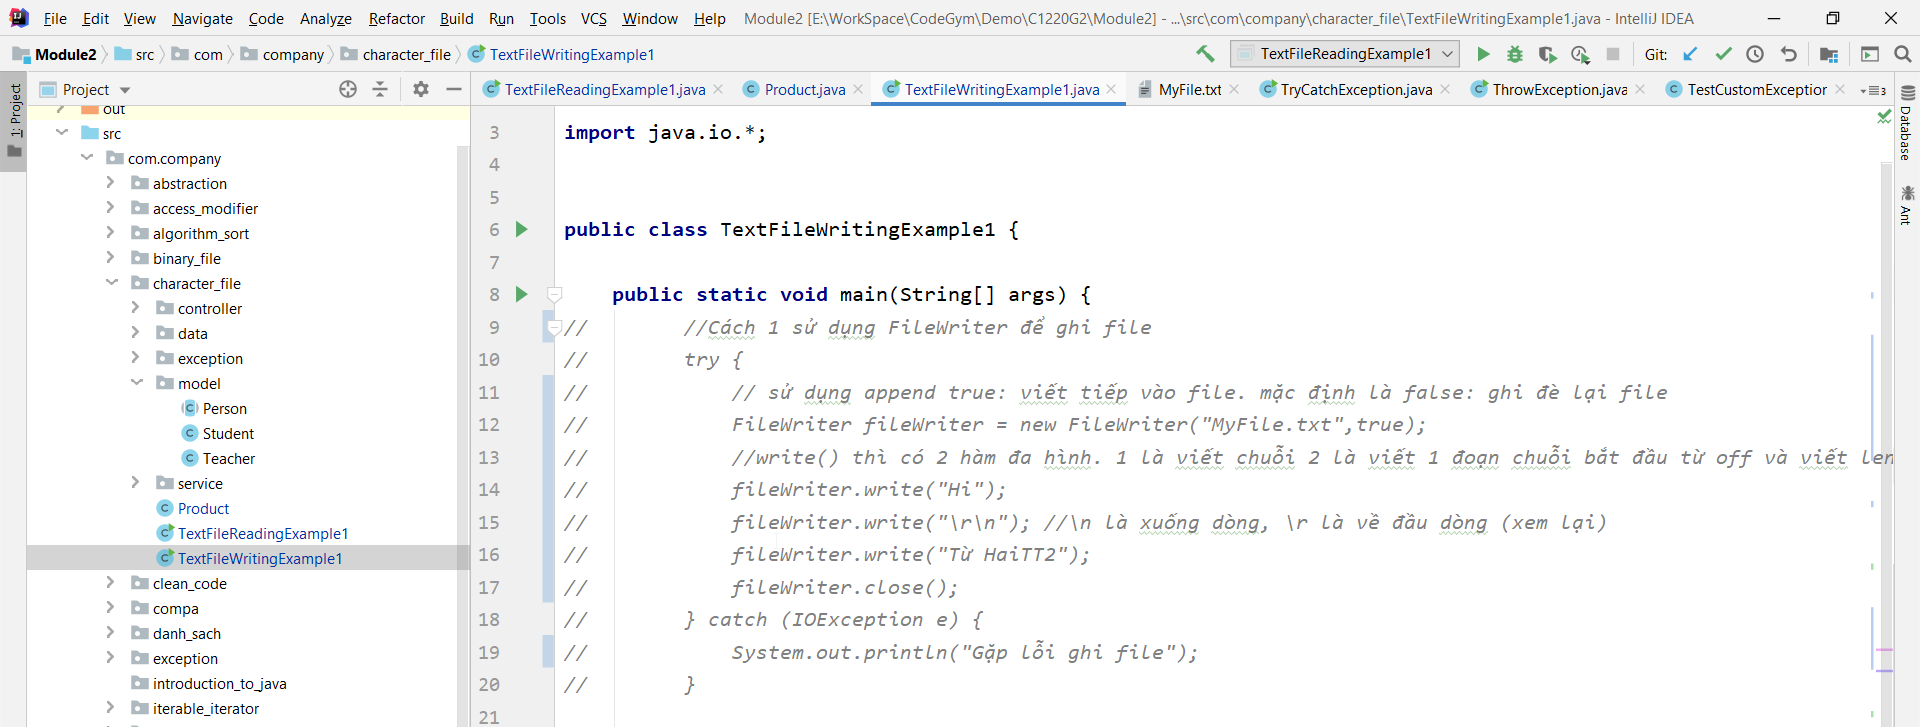 File Edit View Navigate Code Analyze Refactor Build Run Tools VCS Window Help Module2 [E:\WorkSpace\CodeGym\Demo\C1220G2\Module2] - ...\src\com\company\character_file\TextFileWritingExample1.java - IntelliJ IDEA
Module2 src com company character_file TextFileWritingExample1 TextFileReadingExample1 Git:
1: Project
Project
TextFileReadingExample1.java Product.java TextFileWritingExample1.java MyFile.txt TryCatchException.java ThrowException.java TestCustomException 3
Database
Ant
out
src
com.company
abstraction
access_modifier
algorithm_sort
binary_file
character_file
controller
data
exception
model
Person
Student
Teacher
service
Product
TextFileReadingExample1
TextFileWritingExample1
clean_code
compa
danh_sach
exception
introduction_to_java
iterable_iterator
3 import java.io.*;
4
5
6 public class TextFileWritingExample1 {
7
8 public static void main(String[] args) {
9 // //Cách 1 sử dụng FileWriter để ghi file
10 // try {
11 // // sử dụng append true: viết tiếp vào file. mặc định là false: ghi đè lại file
12 // FileWriter fileWriter = new FileWriter("MyFile.txt",true);
13 // //write() thì có 2 hàm đa hình. 1 là viết chuỗi 2 là viết 1 đoạn chuỗi bắt đầu từ off và viết len
14 // fileWriter.write("Hi");
15 // fileWriter.write("\r\n"); //\n là xuống dòng, \r là về đầu dòng (xem lại)
16 // fileWriter.write("Từ HaiTT2");
17 // fileWriter.close();
18 // } catch (IOException e) {
19 // System.out.println("Gặp lỗi ghi file");
20 // }
21